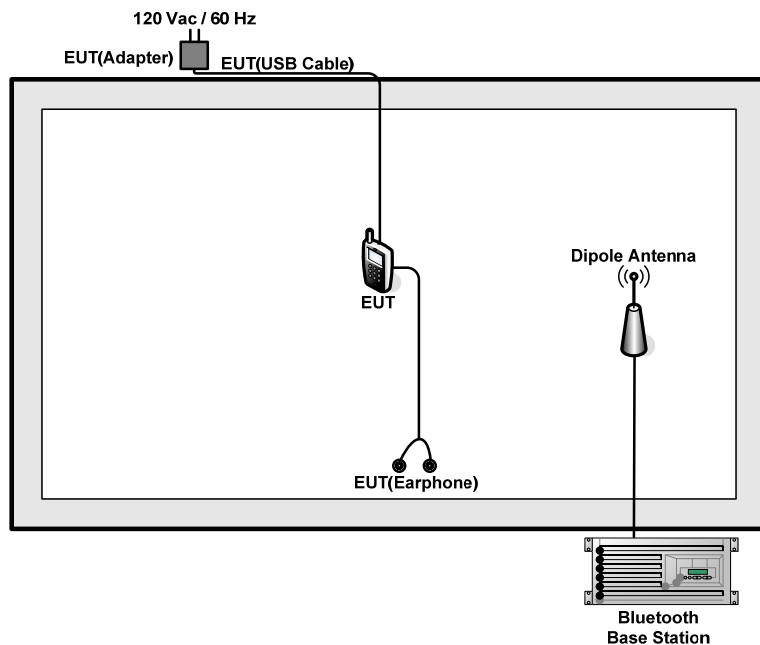 120 Vac / 60 Hz
EUT(Adapter)
EUT(USB Cable)
Dipole Antenna
EUT
EUT(Earphone)
Bluetooth
Base Station